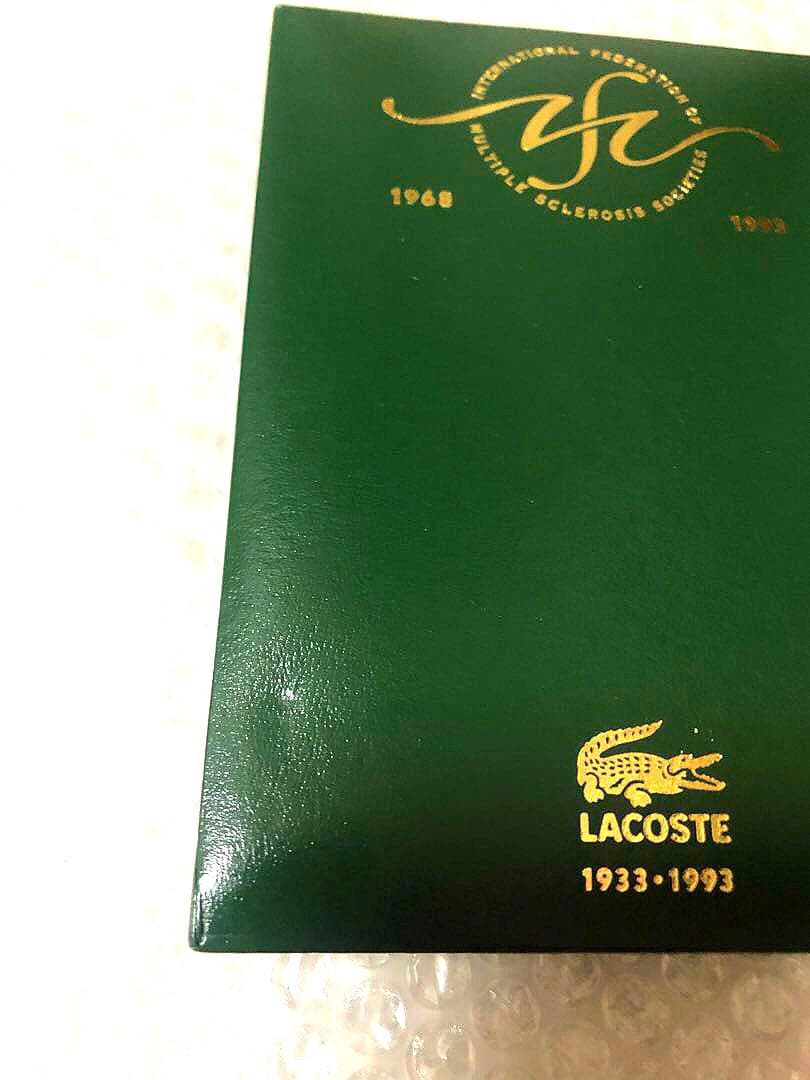 INTERNATIONAL FEDERATION OF
MULTIPLE SCLEROSIS SOCIETIES
1968
1993
LACOSTE
1933·1993